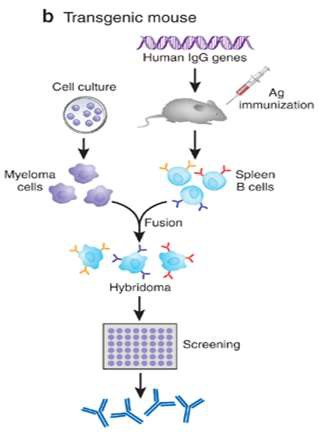 b Transgenic mouse
Human IgG genes
Cell culture
Ag
immunization
Myeloma
cells
Spleen
B cells
Fusion
Hybridoma
Screening